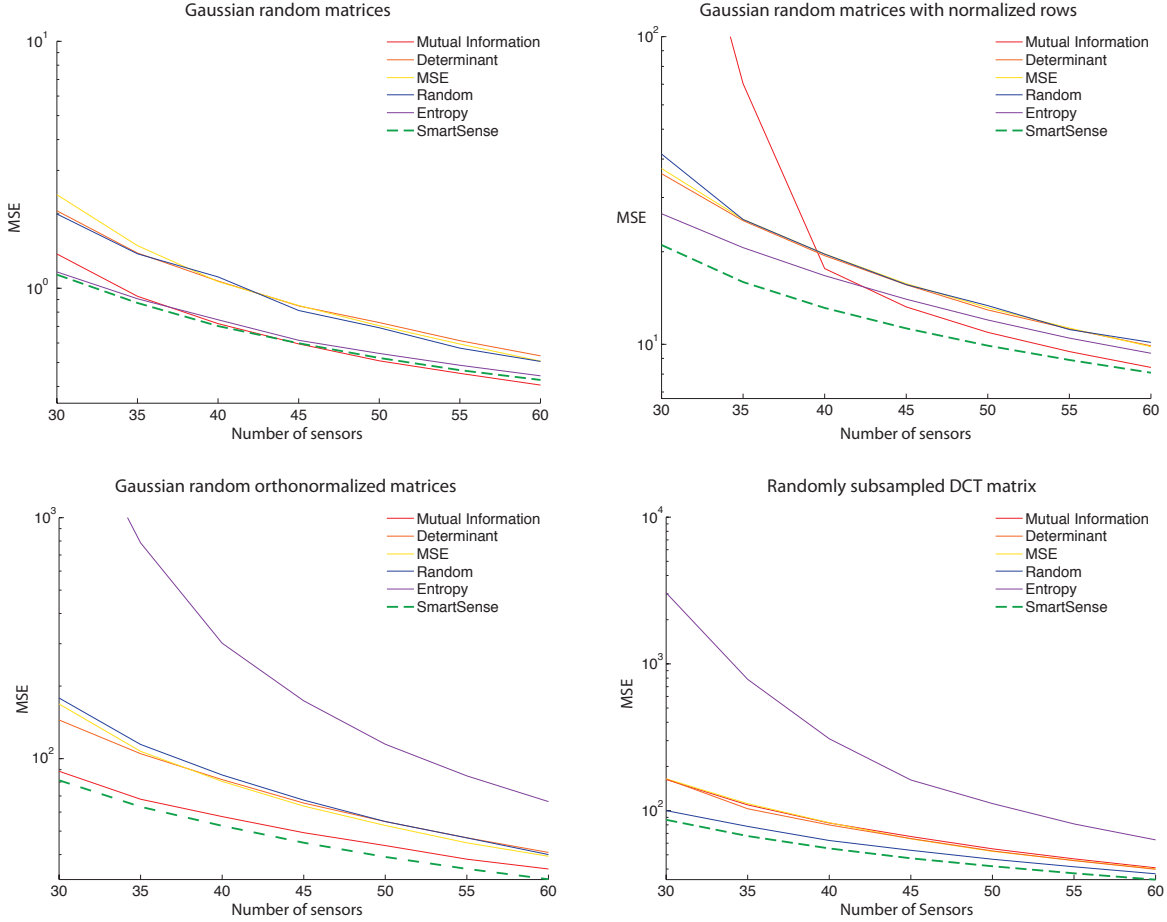 Gaussian random matrices
10^1
10^0
MSE
Mutual Information
Determinant
MSE
Random
Entropy
SmartSense
30 35 40 45 50 55 60
Number of sensors
Gaussian random matrices with normalized rows
10^2
10^1
MSE
Mutual Information
Determinant
MSE
Random
Entropy
SmartSense
30 35 40 45 50 55 60
Number of sensors
Gaussian random orthonormalized matrices
10^3
10^2
MSE
Mutual Information
Determinant
MSE
Random
Entropy
SmartSense
30 35 40 45 50 55 60
Number of sensors
Randomly subsampled DCT matrix
10^4
10^3
10^2
MSE
Mutual Information
Determinant
MSE
Random
Entropy
SmartSense
30 35 40 45 50 55 60
Number of Sensors